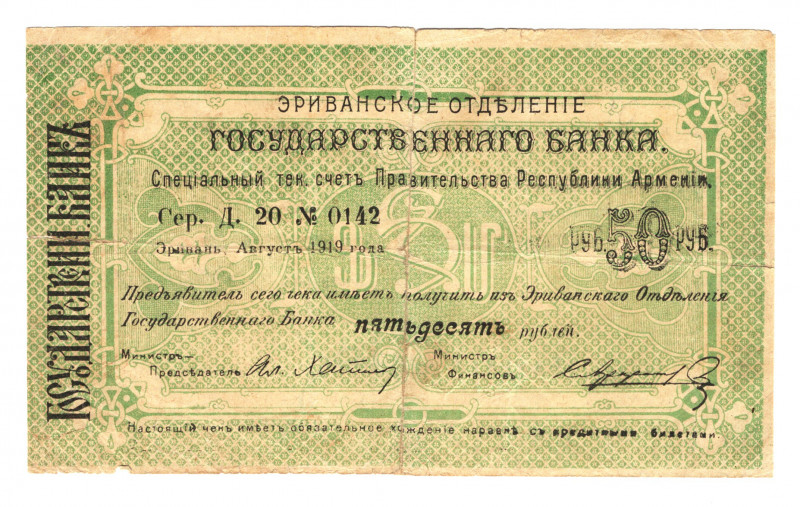 ГОСУДАРСТВЕННЫЙ БАНКЪ
ЭРИВАНСКОЕ ОТДѢЛЕНІЕ
ГОСУДАРСТВЕННАГО БАНКА.
Спеціальный тек. счетъ Правительства Республики Арменіи.
Сер. Д. 20 № 0142
РУБ. 50 РУБ.
Эривань, Августъ 1919 года
Предъявитель сего чека имѣетъ получить изъ Эриванскаго Отдѣленія
Государственнаго Банка пятьдесятъ рублей.
Министръ—
Предсѣдатель
Министръ
Финансовъ
Настоящій чекъ имѣетъ обязательное хожденіе наравнѣ съ кредитными билетами.